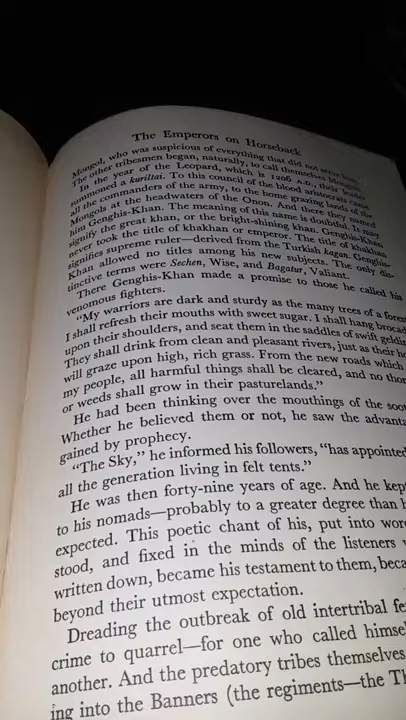 The Emperors on Horseback
Mongol, who was suspicious of everything that did not
The other tribesmen began, naturally, to call themselves Mongols.
In the year of the Leopard, which is 1206 A.D., their leader
summoned a kuriltai. To this council of the blood aristocrats came
all the commanders of the army, to the home grazing lands of the
Mongols at the headwaters of the Onon. And there they named
him Genghis-Khan. The meaning of this name is doubtful. It may
signify the great khan, or the bright-shining khan. Genghis-Khan
never took the title of khakhan or emperor. The title of khakhan
signifies supreme ruler—derived from the Turkish kagan. Genghis-
Khan allowed no titles among his new subjects. The only dis-
tinctive terms were Sechen, Wise, and Bagatur, Valiant.
There Genghis-Khan made a promise to those he called his
venomous fighters.
"My warriors are dark and sturdy as the many trees of a fores
I shall refresh their mouths with sweet sugar. I shall hang brocad
upon their shoulders, and seat them in the saddles of swift geldin
They shall drink from clean and pleasant rivers, just as their ho
will graze upon high, rich grass. From the new roads which
my people, all harmful things shall be cleared, and no thor
or weeds shall grow in their pasturelands."
He had been thinking over the mouthings of the soot
Whether he believed them or not, he saw the advanta
gained by prophecy.
"The Sky," he informed his followers, "has appointed
all the generation living in felt tents."
He was then forty-nine years of age. And he kept
to his nomads—probably to a greater degree than h
expected. This poetic chant of his, put into word
stood, and fixed in the minds of the listeners
written down, became his testament to them, beca
beyond their utmost expectation.
Dreading the outbreak of old intertribal fe
crime to quarrel—for one who called himse
another. And the predatory tribes themselves
ing into the Banners (the regiments—the Th